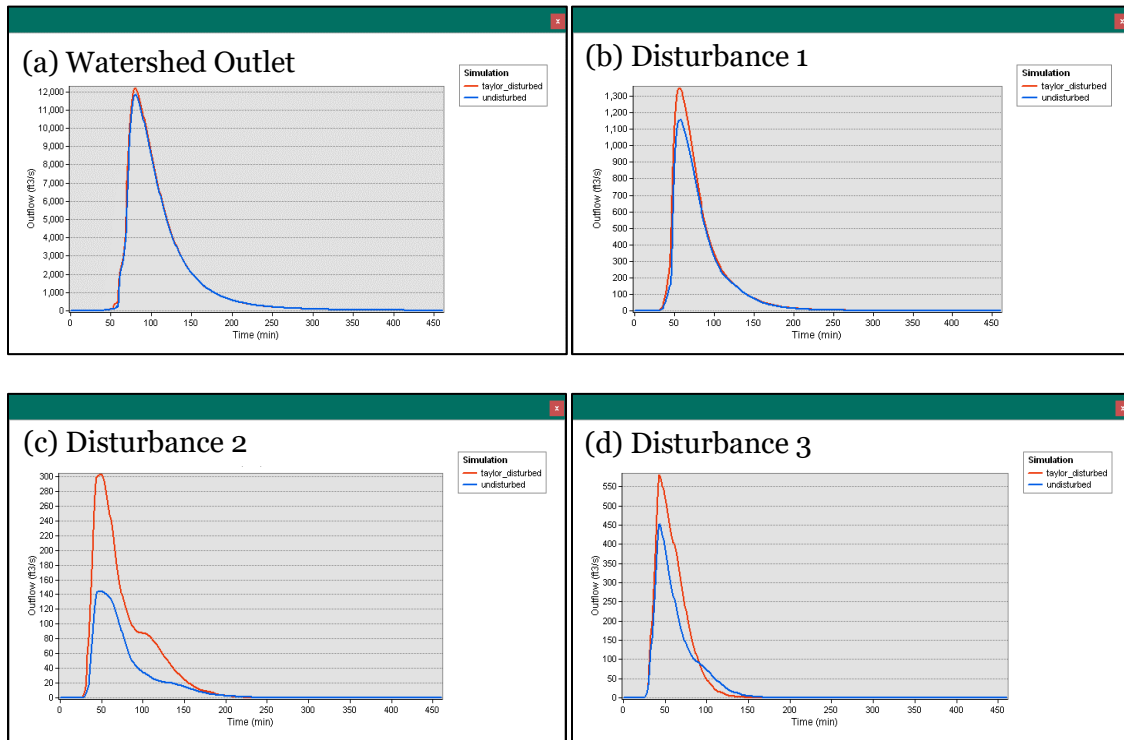 x
(a) Watershed Outlet
Simulation
taylor_disturbed
undisturbed
12,000
11,000
10,000
9,000
8,000
7,000
6,000
5,000
4,000
3,000
2,000
1,000
0
Outflow (ft3/s)
0 50 100 150 200 250 300 350 400 450
Time (min)
x
(b) Disturbance 1
Simulation
taylor_disturbed
undisturbed
1,300
1,200
1,100
1,000
900
800
700
600
500
400
300
200
100
0
Outflow (ft3/s)
0 50 100 150 200 250 300 350 400 450
Time (min)
x
(c) Disturbance 2
Simulation
taylor_disturbed
undisturbed
300
280
260
240
220
200
180
160
140
120
100
80
60
40
20
0
Outflow (ft3/s)
0 50 100 150 200 250 300 350 400 450
Time (min)
x
(d) Disturbance 3
Simulation
taylor_disturbed
undisturbed
550
500
450
400
350
300
250
200
150
100
50
0
Outflow (ft3/s)
0 50 100 150 200 250 300 350 400 450
Time (min)